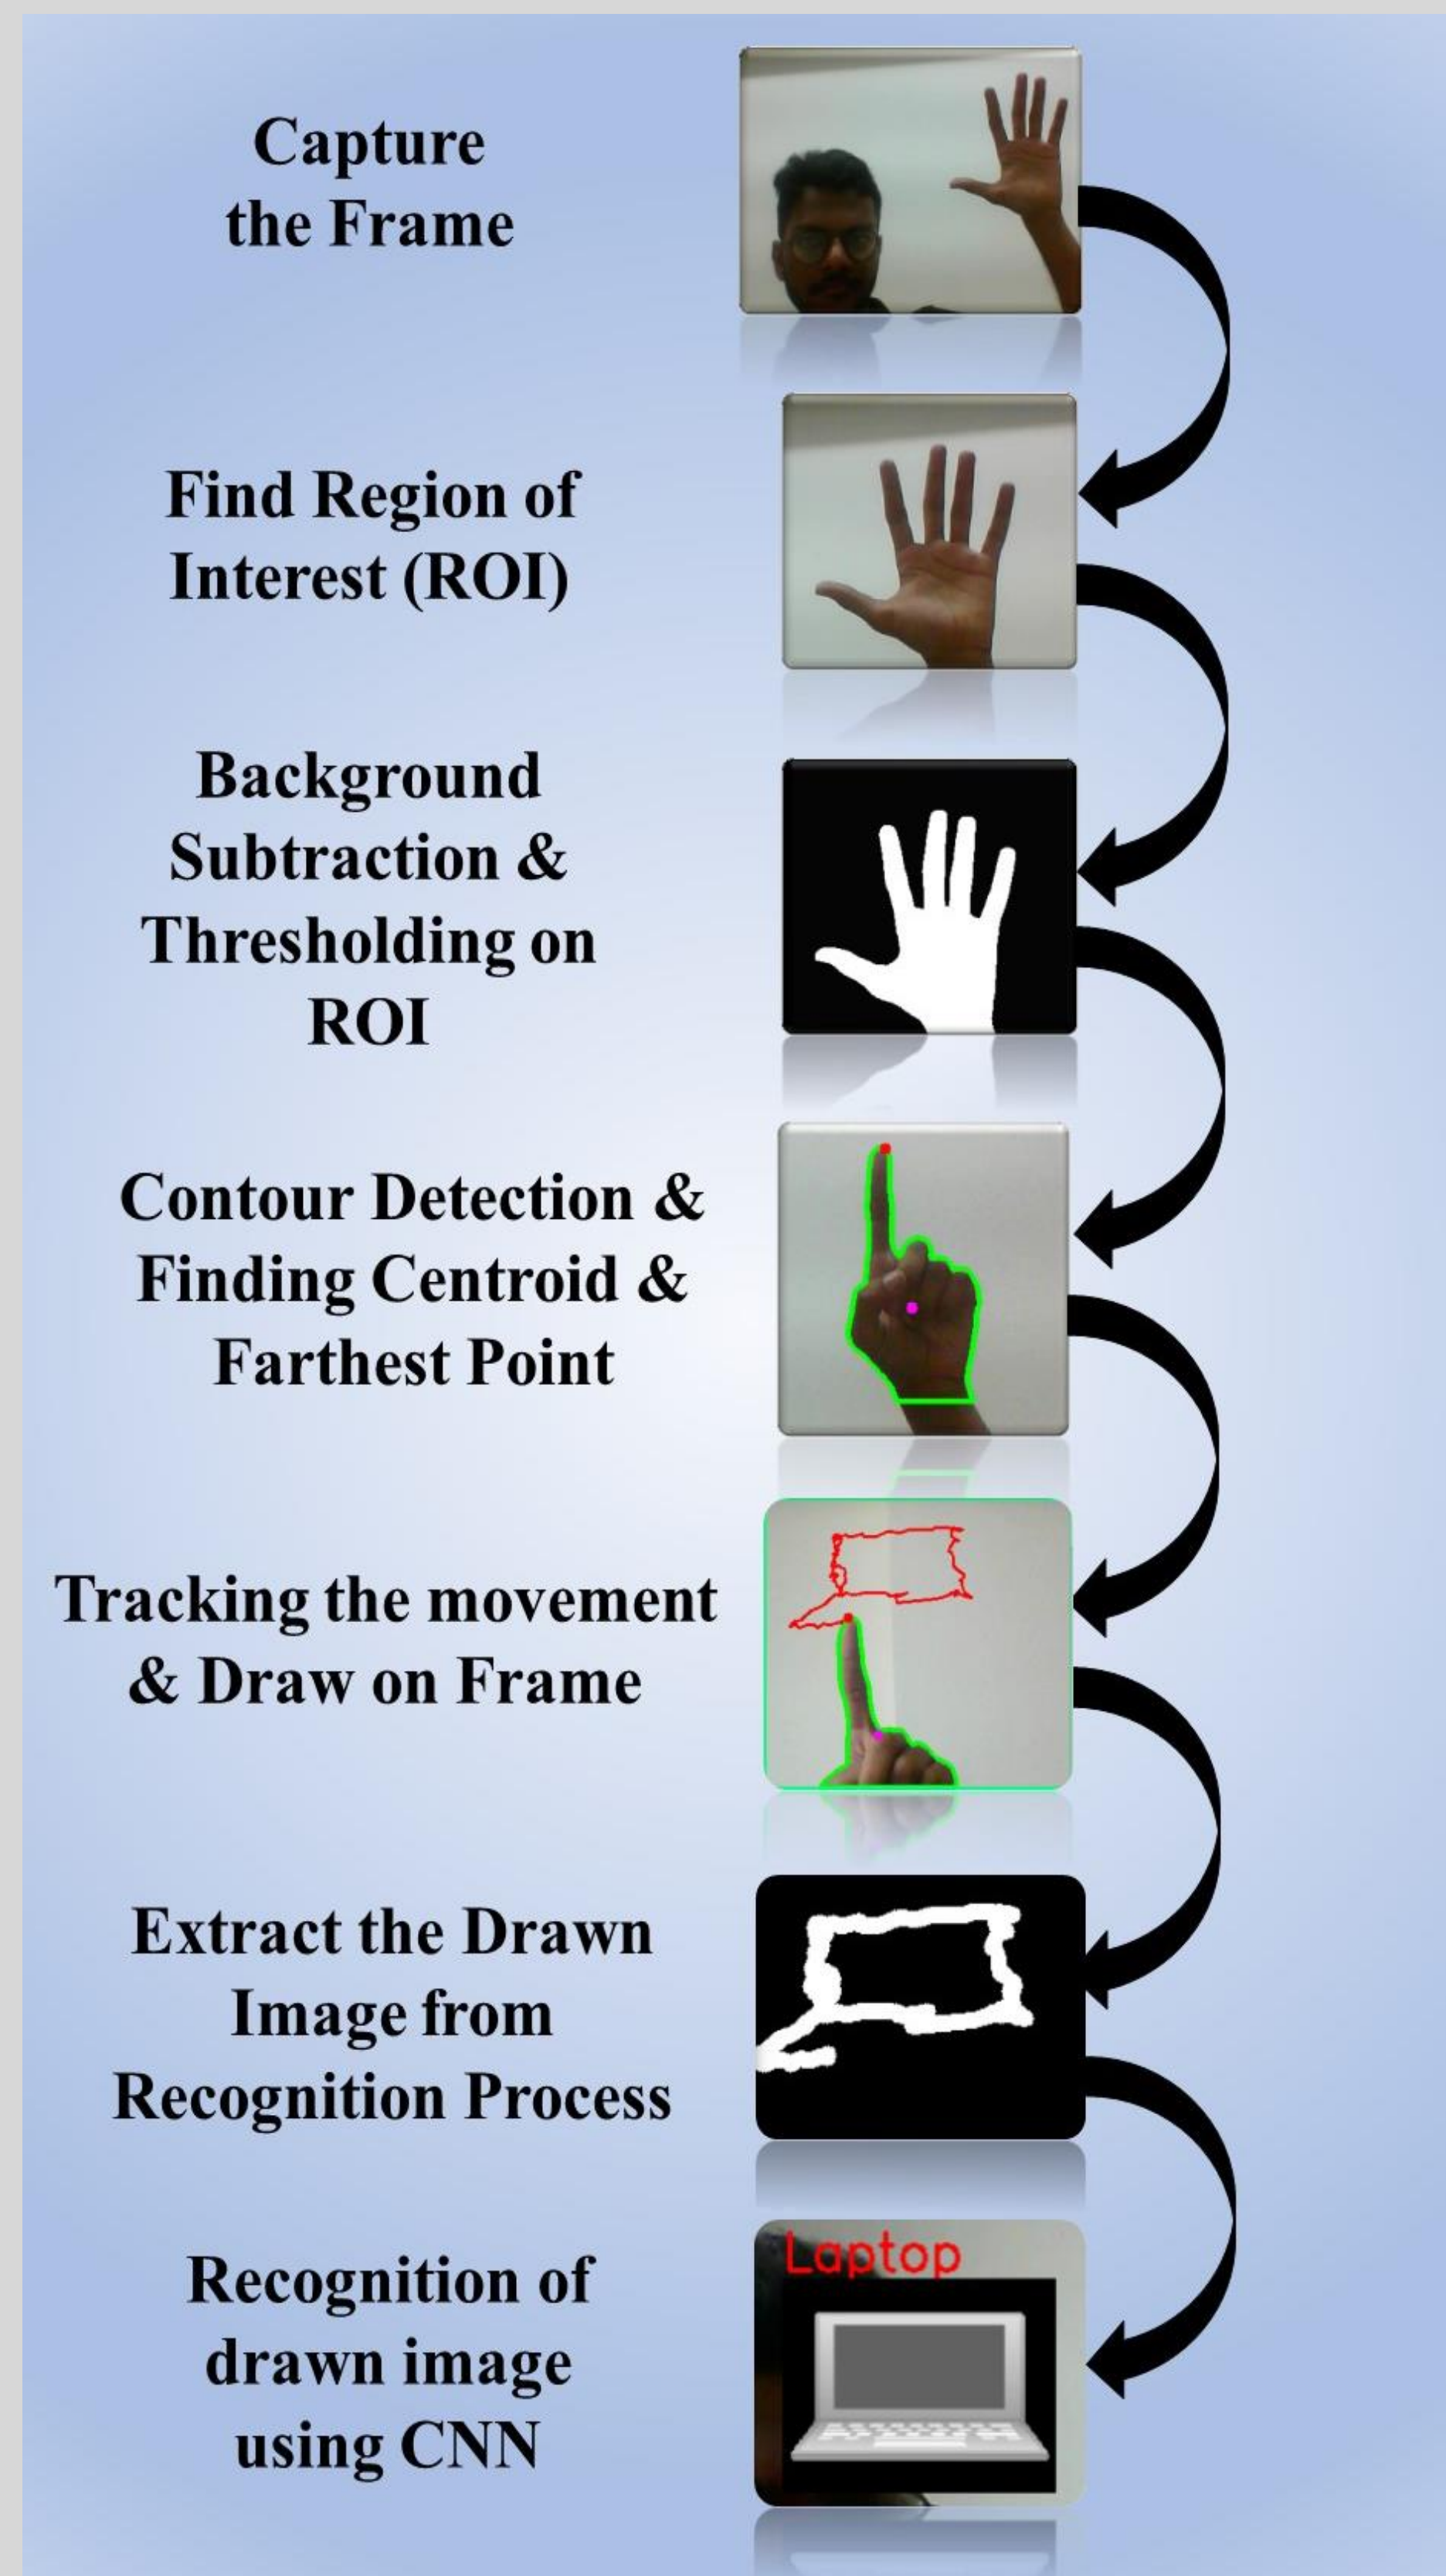 Capture
the Frame
Find Region of
Interest (ROI)
Background
Subtraction &
Thresholding on
ROI
Contour Detection &
Finding Centroid &
Farthest Point
Tracking the movement
& Draw on Frame
Extract the Drawn
Image from
Recognition Process
Laptop
Recognition of
drawn image
using CNN